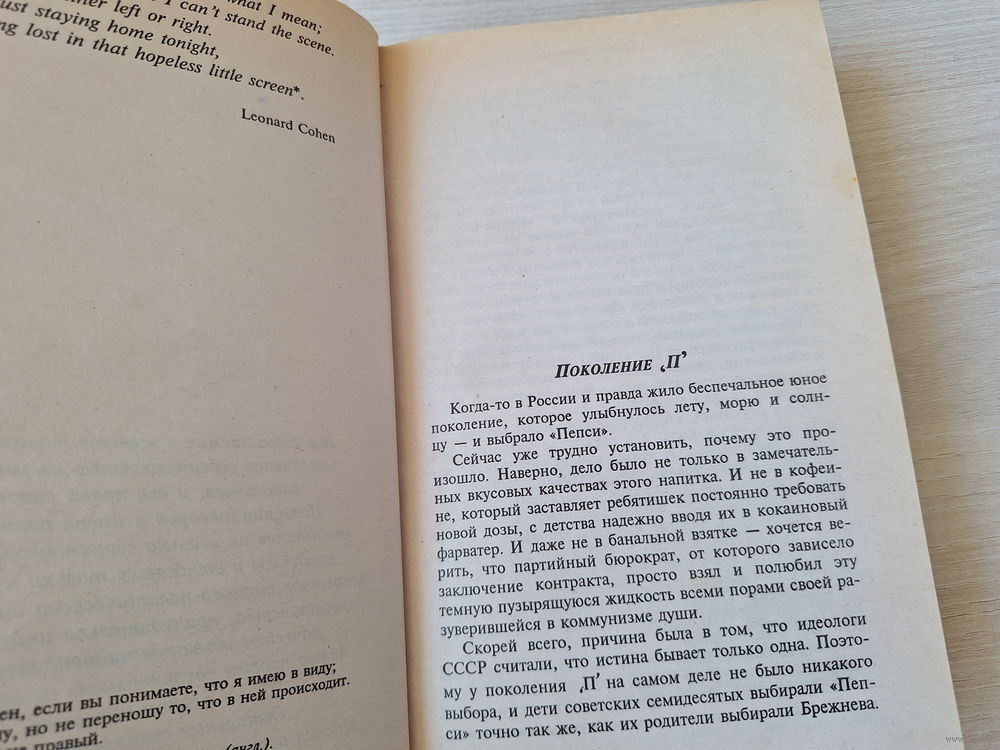 what I mean;
I can't stand the scene.
left or right.
just staying home tonight,
lost in that hopeless little screen*.
Leonard Cohen
если вы понимаете, что я имею в виду;
но не переношу то, что в ней происходит.
правый.
(англ.).
Поколение ‚П’
Когда-то в России и правда жило беспечальное юное
поколение, которое улыбнулось лету, морю и солн-
цу — и выбрало «Пепси».
Сейчас уже трудно установить, почему это про-
изошло. Наверно, дело было не только в замечатель-
ных вкусовых качествах этого напитка. И не в кофеи-
не, который заставляет ребятишек постоянно требовать
новой дозы, с детства надежно вводя их в кокаиновый
фарватер. И даже не в банальной взятке — хочется ве-
рить, что партийный бюрократ, от которого зависело
заключение контракта, просто взял и полюбил эту
темную пузырящуюся жидкость всеми порами своей ра-
зуверившейся в коммунизме души.
Скорей всего, причина была в том, что идеологи
СССР считали, что истина бывает только одна. Поэто-
му у поколения ‚П’ на самом деле не было никакого
выбора, и дети советских семидесятых выбирали «Пеп-
си» точно так же, как их родители выбирали Брежнева.